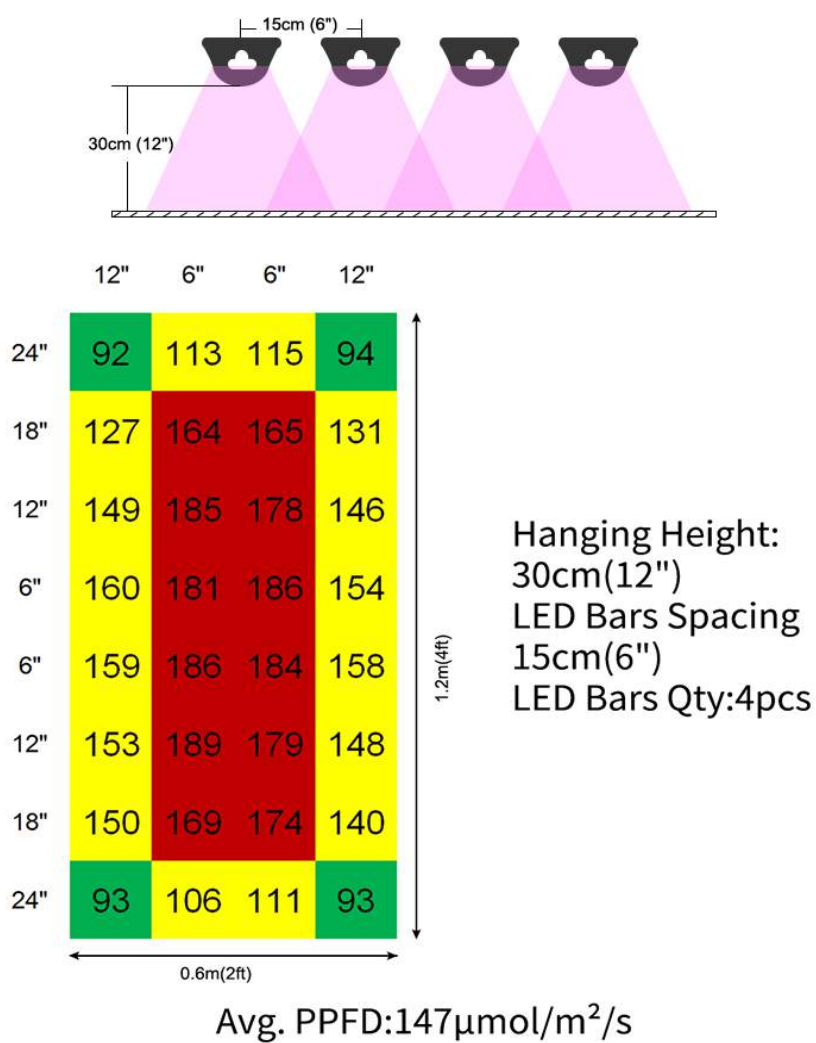 15cm (6")
30cm (12")
12" 6" 6" 12"
24" 92 113 115 94
18" 127 164 165 131
12" 149 185 178 146
6" 160 181 186 154
6" 159 186 184 158
12" 153 189 179 148
18" 150 169 174 140
24" 93 106 111 93
1.2m(4ft)
0.6m(2ft)
Hanging Height:
30cm(12")
LED Bars Spacing
15cm(6")
LED Bars Qty:4pcs
Avg. PPFD:147μmol/m²/s